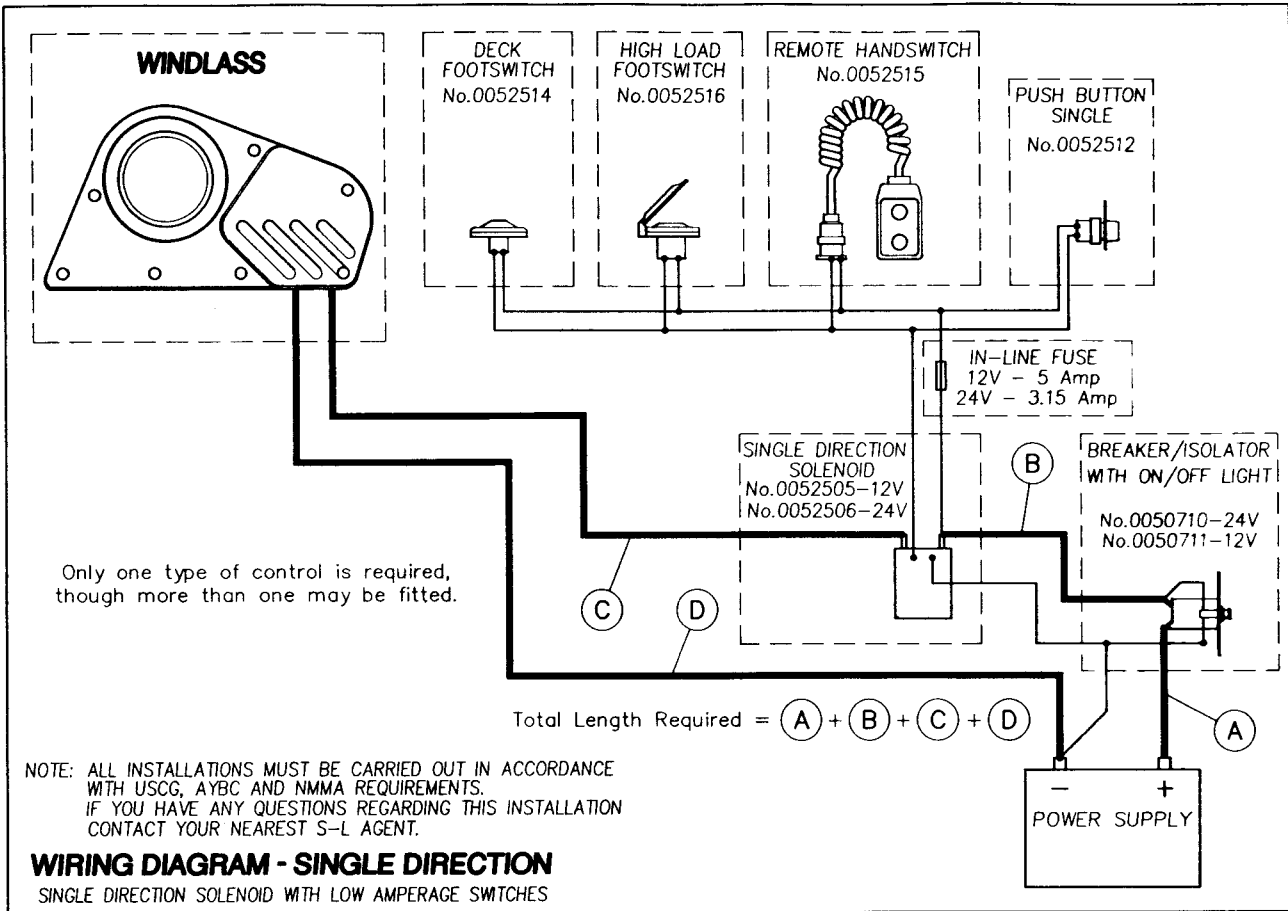 WINDLASS
DECK
FOOTSWITCH
No.0052514
HIGH LOAD
FOOTSWITCH
No.0052516
REMOTE HANDSWITCH
No.0052515
PUSH BUTTON
SINGLE
No.0052512
IN-LINE FUSE
12V - 5 Amp
24V - 3.15 Amp
SINGLE DIRECTION
SOLENOID
No.0052505-12V
No.0052506-24V
B
BREAKER/ISOLATOR
WITH ON/OFF LIGHT
No.0050710-24V
No.0050711-12V
Only one type of control is required,
though more than one may be fitted.
C
D
Total Length Required = A + B + C + D
A
NOTE: ALL INSTALLATIONS MUST BE CARRIED OUT IN ACCORDANCE
WITH USCG, AYBC AND NMMA REQUIREMENTS.
IF YOU HAVE ANY QUESTIONS REGARDING THIS INSTALLATION
CONTACT YOUR NEAREST S-L AGENT.
- +
POWER SUPPLY
WIRING DIAGRAM - SINGLE DIRECTION
SINGLE DIRECTION SOLENOID WITH LOW AMPERAGE SWITCHES